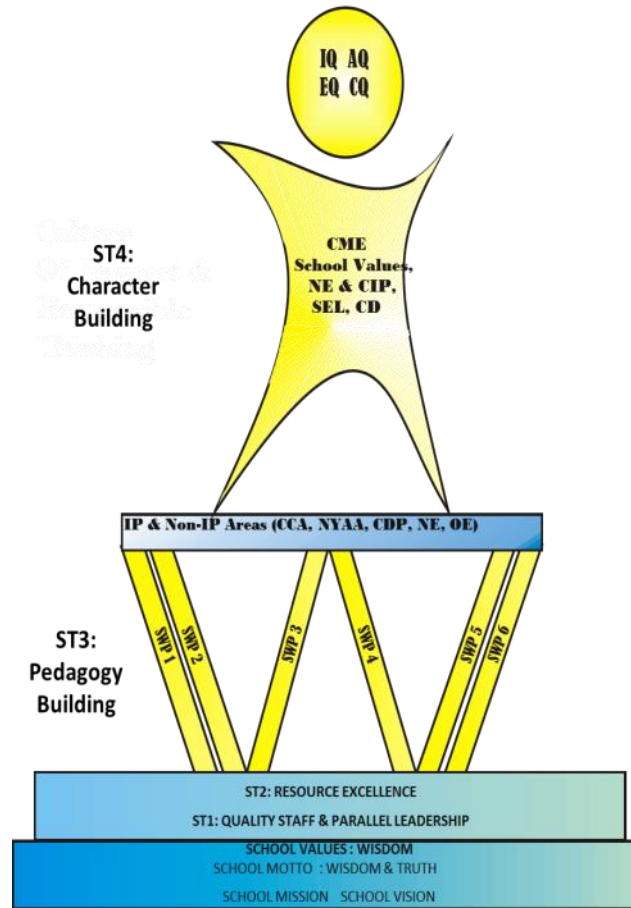 IQ AQ
EQ CQ
ST4:
Character
Building
Culture
Thinking
CME
School Values,
NE & CIP,
SEL, CD
IP & Non-IP Areas (CCA, NYAA, CDP, NE, OE)
ST3:
Pedagogy
Building
SWP 1
SWP 2
SWP 3
SWP 4
SWP 5
SWP 6
ST2: RESOURCE EXCELLENCE
ST1: QUALITY STAFF & PARALLEL LEADERSHIP
SCHOOL VALUES : WISDOM
SCHOOL MOTTO : WISDOM & TRUTH
SCHOOL MISSION SCHOOL VISION